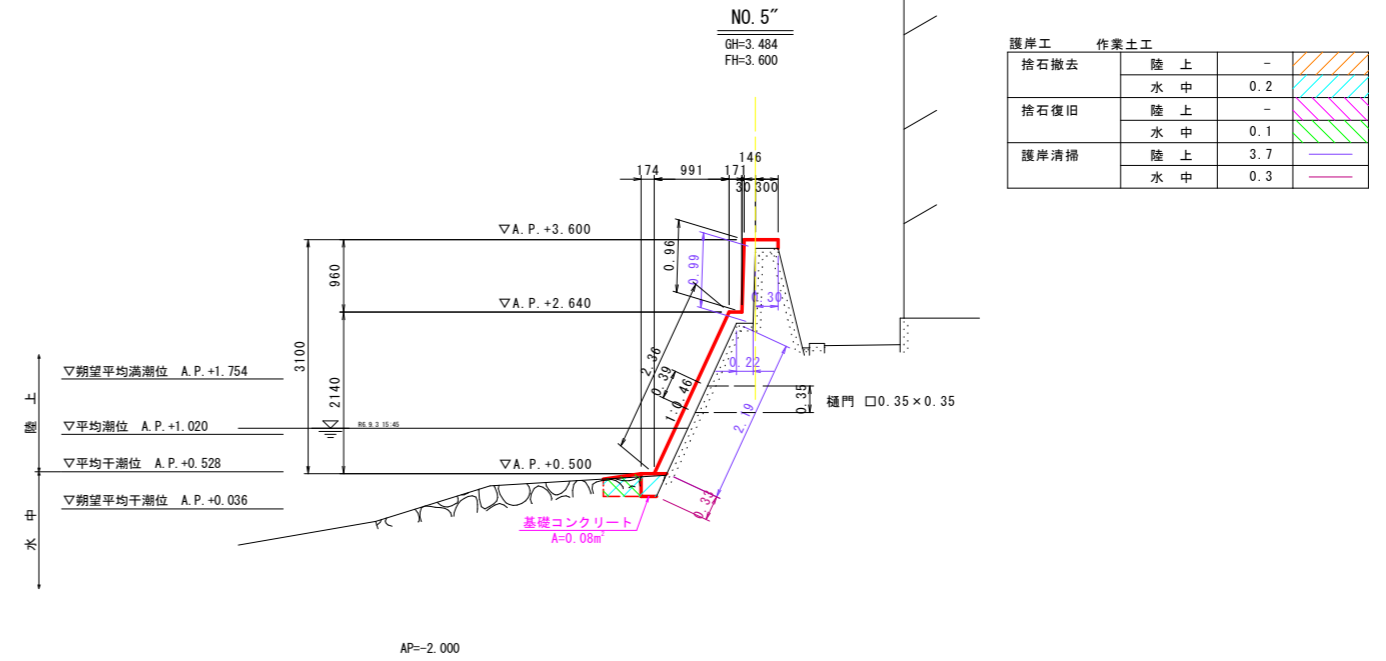 NO.5″
GH=3.484
FH=3.600
護岸工 作業土工
捨石撤去 陸上 -
水中 0.2
捨石復旧 陸上 -
水中 0.1
護岸清掃 陸上 3.7
水中 0.3
146
174 991 171
30 300
▽A.P.+3.600
0.96
0.99
960
0.30
▽A.P.+2.640
3100
2140
2.36
0.39
0.46
0.22
2.19
0.35
樋門 口0.35×0.35
▽朔望平均満潮位 A.P.+1.754
陸上
▽平均潮位 A.P.+1.020
R6.9.3 15:45
▽平均干潮位 A.P.+0.528
▽A.P.+0.500
▽朔望平均干潮位 A.P.+0.036
水中
0.33
基礎コンクリート
A=0.08㎡
AP=-2.000